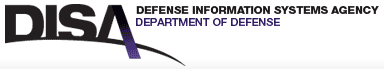 DISA
DEFENSE INFORMATION SYSTEMS AGENCY
DEPARTMENT OF DEFENSE